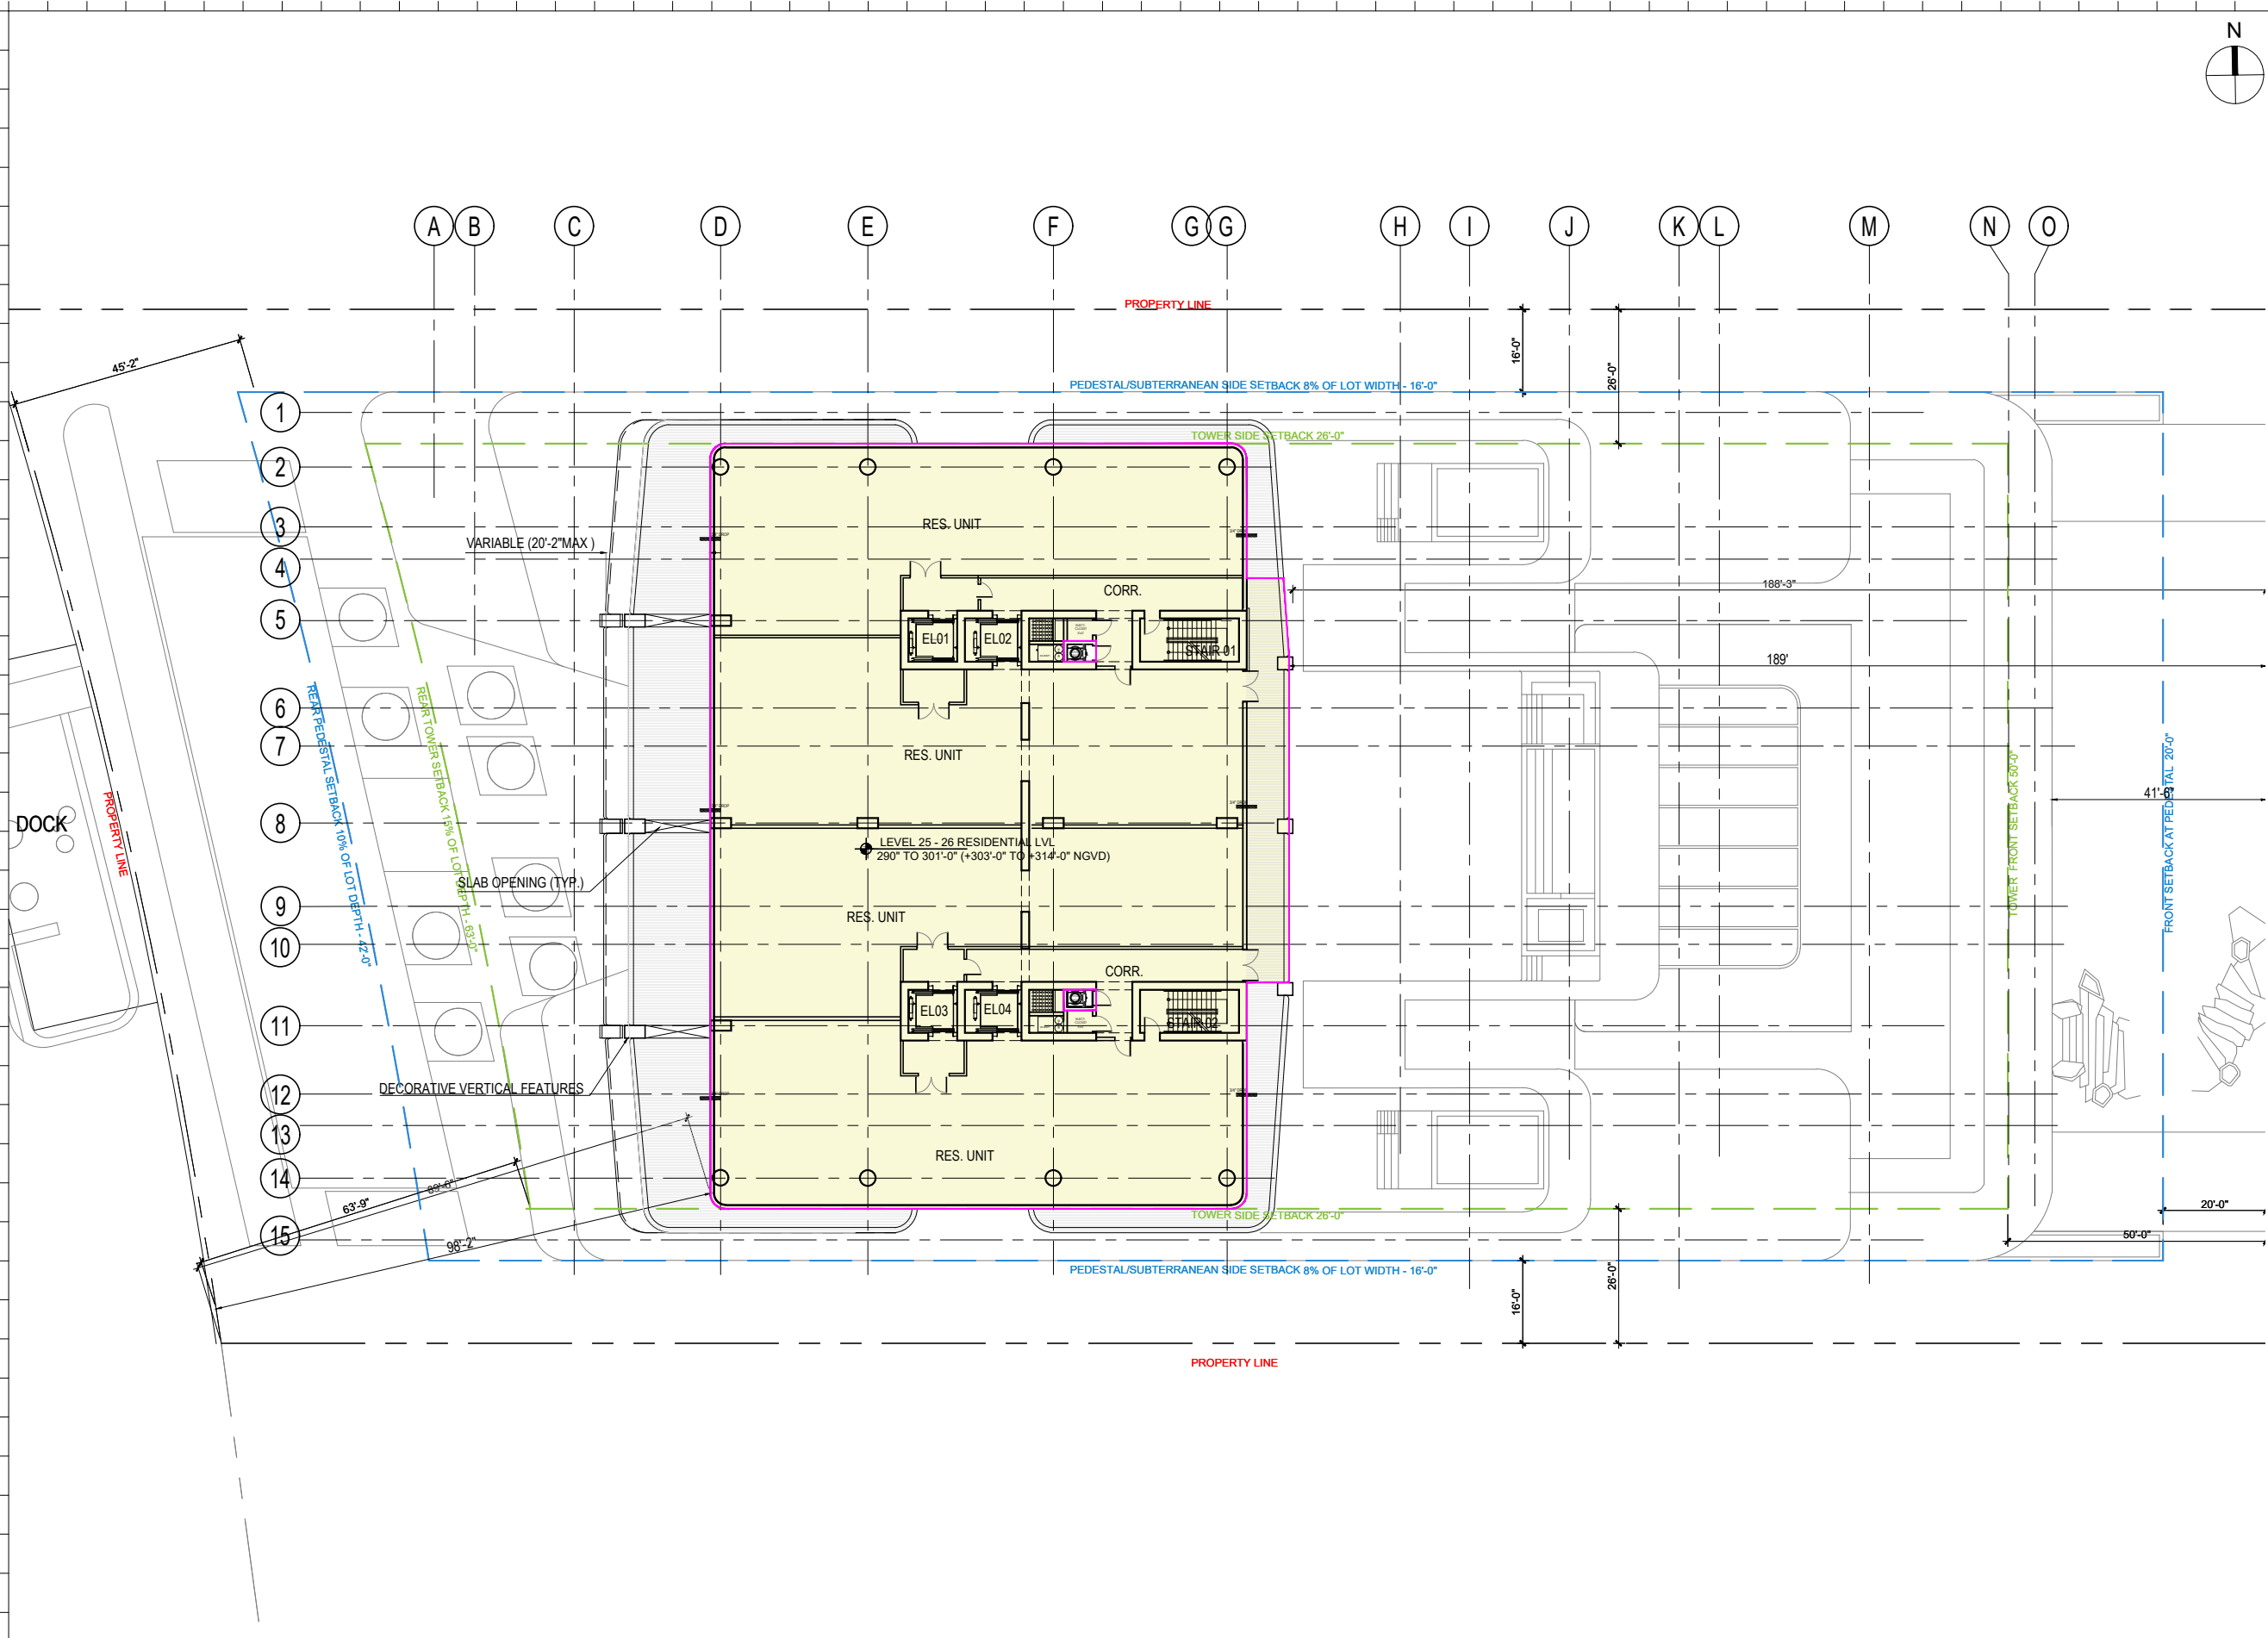 N
A B C D E F G G H I J K L M N O
PROPERTY LINE
45'-2"
16'-0"
26'-0"
PEDESTAL/SUBTERRANEAN SIDE SETBACK 8% OF LOT WIDTH - 16'-0"
1
TOWER SIDE SETBACK 26'-0"
2
3
RES. UNIT
VARIABLE (20'-2"MAX )
4
188'-3"
CORR.
5
EL01
EL02
STAIR 01
189'
6
REAR PEDESTAL SETBACK 10% OF LOT DEPTH - 42'-0"
REAR TOWER SETBACK 15% OF LOT DEPTH - 63'-0"
7
RES. UNIT
TOWER FRONT SETBACK 50'-0"
FRONT SETBACK AT PEDESTAL 20'-0"
41'-6"
PROPERTY LINE
DOCK
8
LEVEL 25 - 26 RESIDENTIAL LVL
290" TO 301'-0" (+303'-0" TO +314'-0" NGVD)
SLAB OPENING (TYP.)
9
RES. UNIT
10
CORR.
11
EL03
EL04
STAIR 02
DECORATIVE VERTICAL FEATURES
12
13
RES. UNIT
14
63'-9"
89'-6"
20'-0"
TOWER SIDE SETBACK 26'-0"
15
98'-2"
50'-0"
PEDESTAL/SUBTERRANEAN SIDE SETBACK 8% OF LOT WIDTH - 16'-0"
16'-0"
26'-0"
PROPERTY LINE